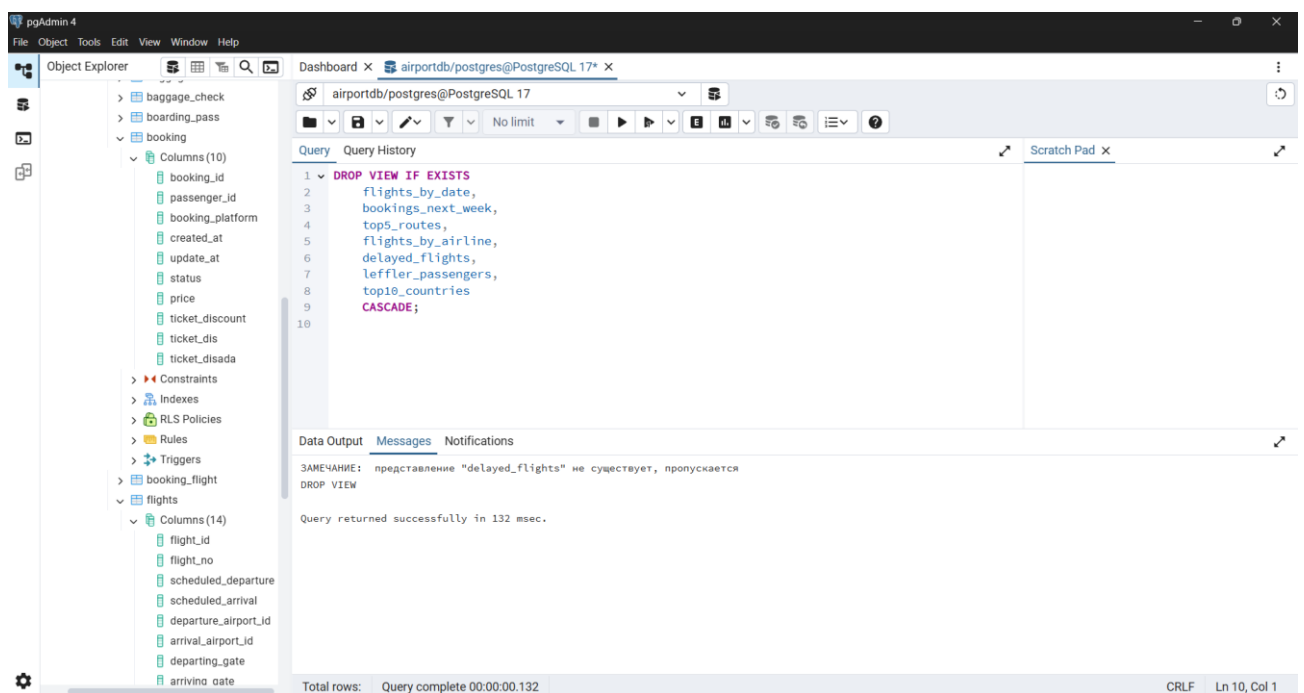 pgAdmin 4
File Object Tools Edit View Window Help
Object Explorer
baggage_check
boarding_pass
booking
Columns (10)
booking_id
passenger_id
booking_platform
created_at
update_at
status
price
ticket_discount
ticket_dis
ticket_disada
Constraints
Indexes
RLS Policies
Rules
Triggers
booking_flight
flights
Columns (14)
flight_id
flight_no
scheduled_departure
scheduled_arrival
departure_airport_id
arrival_airport_id
departing_gate
arriving_gate
Dashboard airportdb/postgres@PostgreSQL 17*
airportdb/postgres@PostgreSQL 17
No limit
E
Query Query History
Scratch Pad
1 DROP VIEW IF EXISTS
2 flights_by_date,
3 bookings_next_week,
4 top5_routes,
5 flights_by_airline,
6 delayed_flights,
7 leffler_passengers,
8 top10_countries
9 CASCADE;
10
Data Output Messages Notifications
ЗАМЕЧАНИЕ: представление "delayed_flights" не существует, пропускается
DROP VIEW
Query returned successfully in 132 msec.
Total rows: Query complete 00:00:00.132
CRLF Ln 10, Col 1